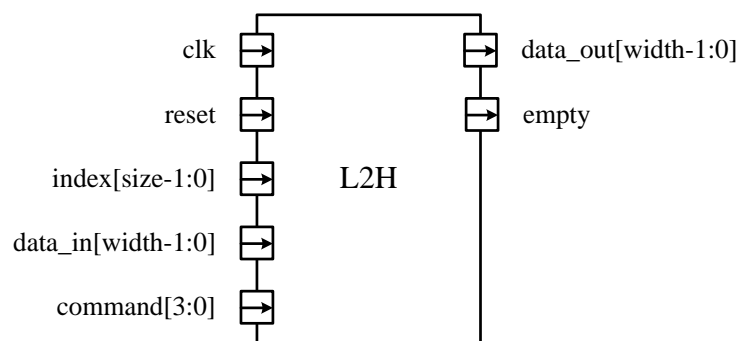 clk
data_out[width-1:0]
reset
empty
index[size-1:0]
L2H
data_in[width-1:0]
command[3:0]